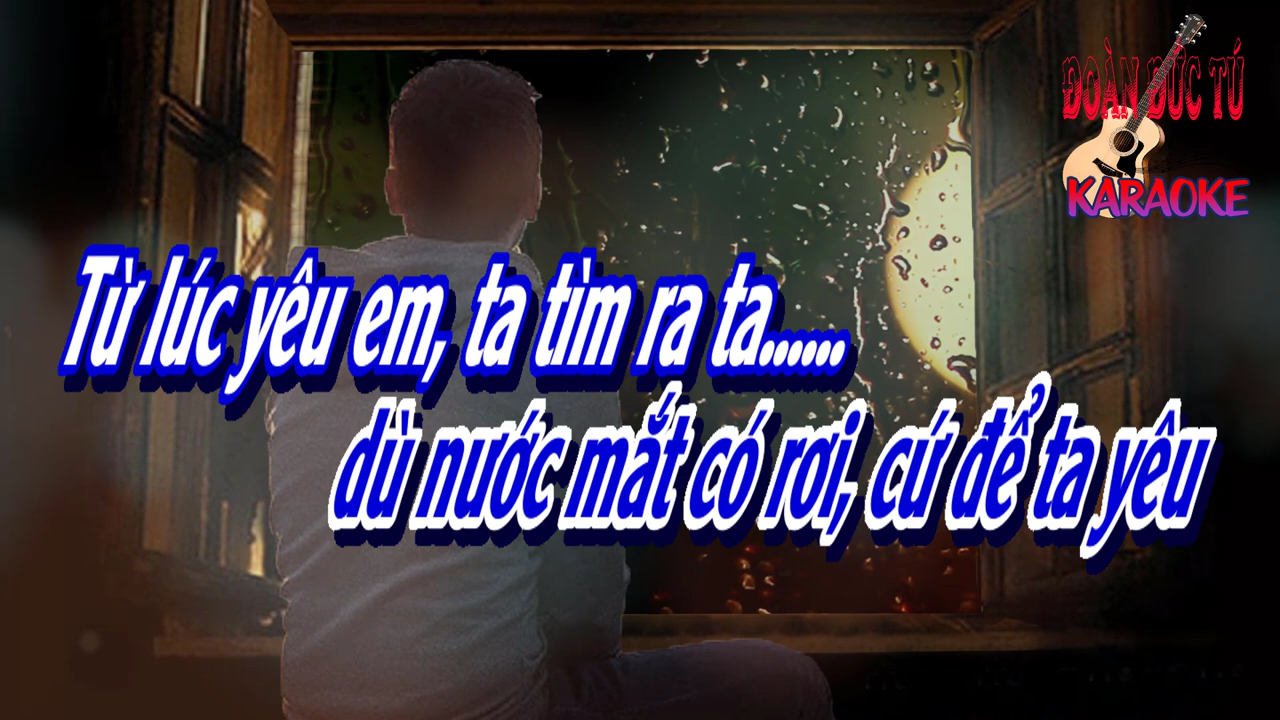 ĐOÀN ĐỨC TÚ
KARAOKE
Từ lúc yêu em, ta tìm ra ta......
dù nước mắt có rơi, cứ để ta yêu